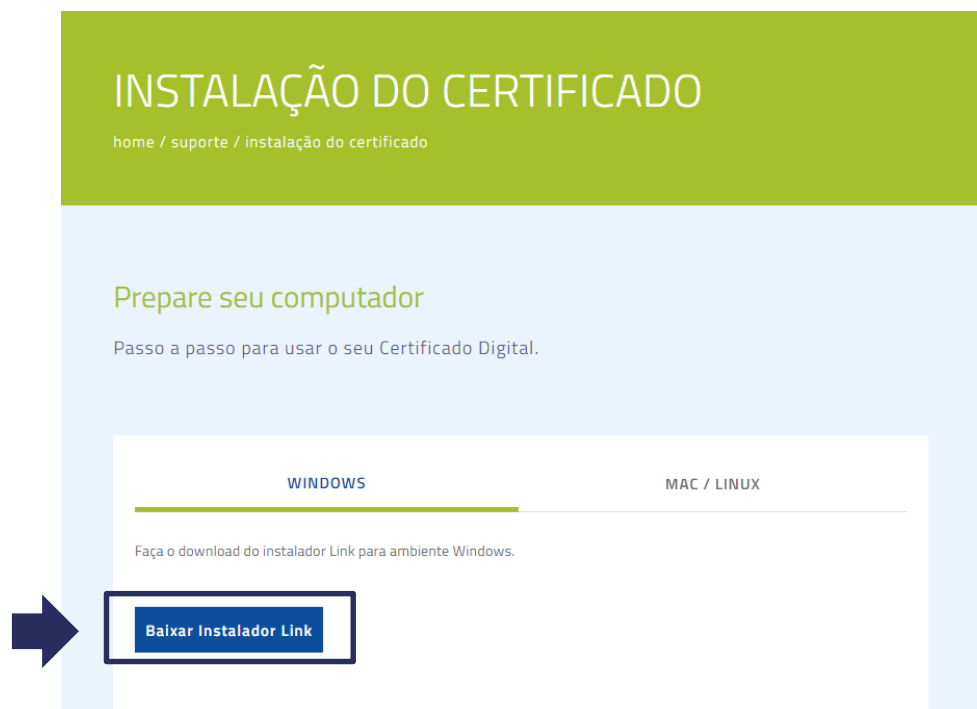 INSTALAÇÃO DO CERTIFICADO
home / suporte / instalação do certificado
Prepare seu computador
Passo a passo para usar o seu Certificado Digital.
WINDOWS
MAC / LINUX
Faça o download do instalador Link para ambiente Windows.
Baixar Instalador Link